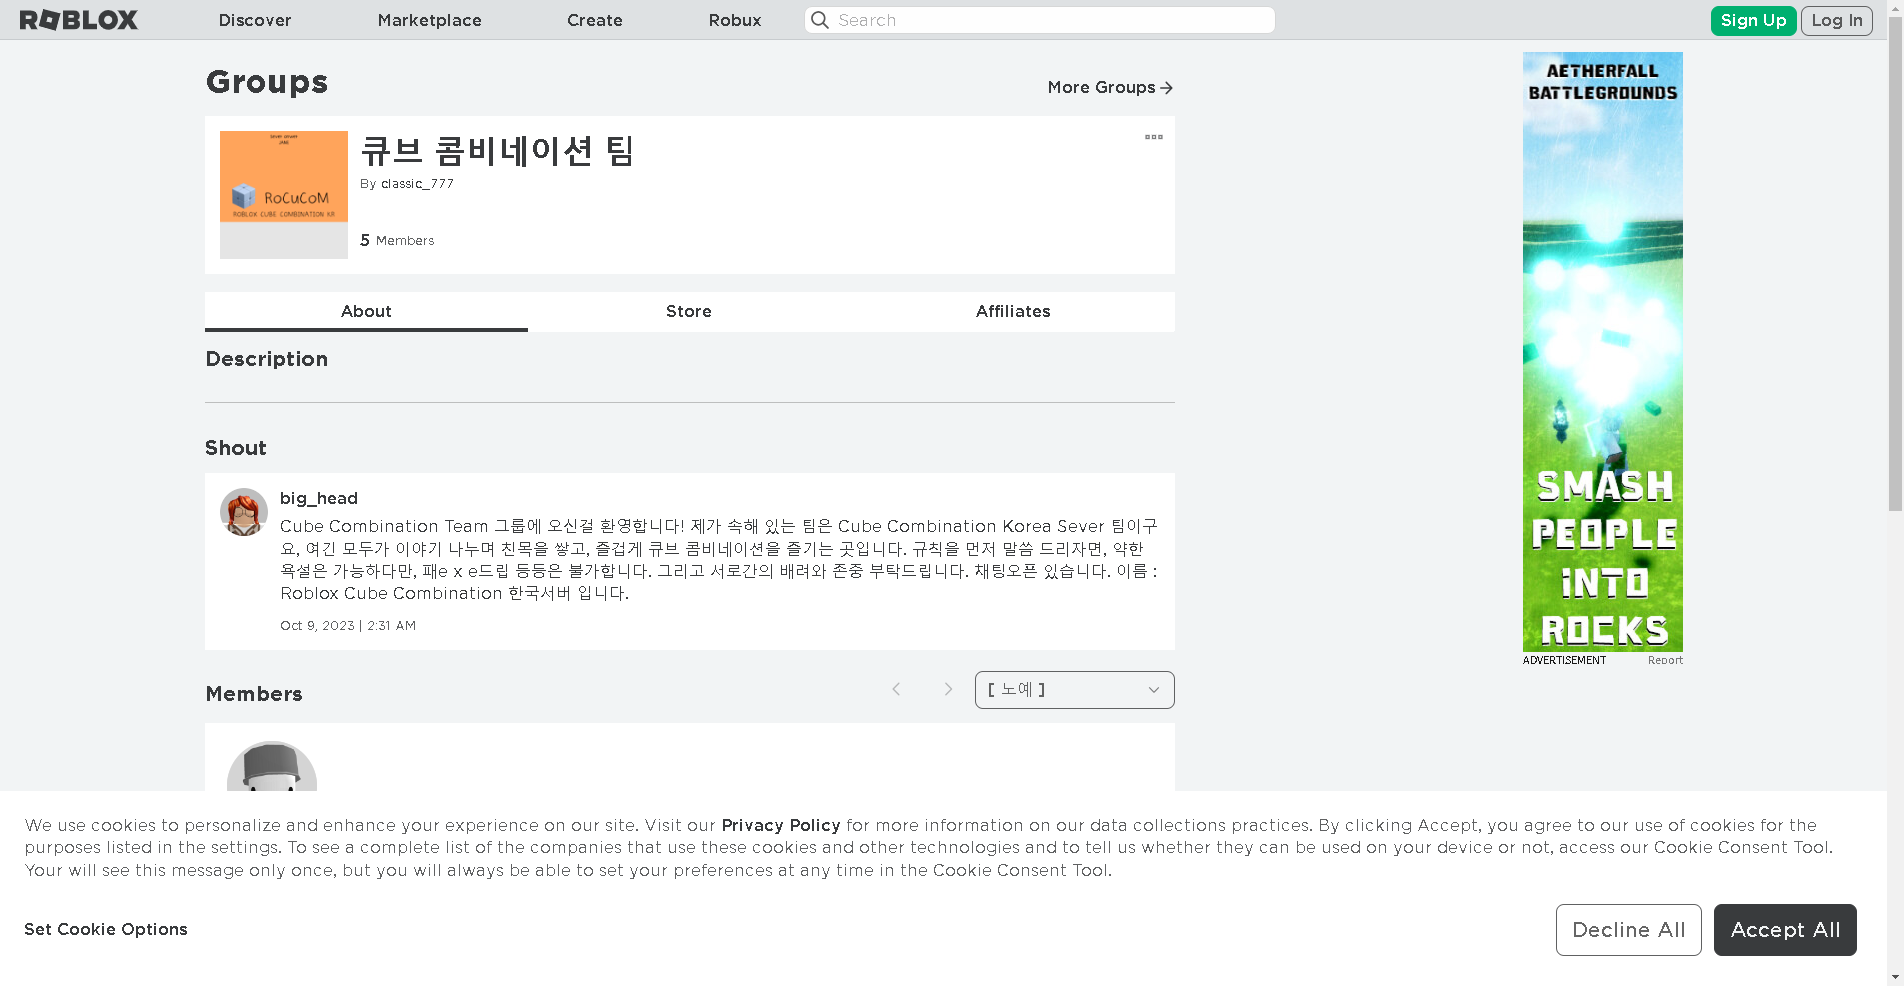 ROBLOX
Discover
Marketplace
Create
Robux
Search
Sign Up
Log In
Groups
More Groups
큐브 콤비네이션 팀
By classic_777
5 Members
RoCuCoM
ROBLOX CUBE COMBINATION KR
About
Store
Affiliates
Description
Shout
big_head
Cube Combination Team 그룹에 오신걸 환영합니다! 제가 속해 있는 팀은 Cube Combination Korea Sever 팀이구
요, 여긴 모두가 이야기 나누며 친목을 쌓고, 즐겁게 큐브 콤비네이션을 즐기는 곳입니다. 규칙을 먼저 말씀 드리자면, 약한
욕설은 가능하다만, 패e x e드립 등등은 불가합니다. 그리고 서로간의 배려와 존중 부탁드립니다. 채팅오픈 있습니다. 이름 :
Roblox Cube Combination 한국서버 입니다.
Oct 9, 2023 | 2:31 AM
Members
[ 노예 ]
AETHERFALL
BATTLEGROUNDS
SMASH
PEOPLE
iNTO
ROCKS
ADVERTISEMENT
Report
We use cookies to personalize and enhance your experience on our site. Visit our Privacy Policy for more information on our data collections practices. By clicking Accept, you agree to our use of cookies for the
purposes listed in the settings. To see a complete list of the companies that use these cookies and other technologies and to tell us whether they can be used on your device or not, access our Cookie Consent Tool.
Your will see this message only once, but you will always be able to set your preferences at any time in the Cookie Consent Tool.
Set Cookie Options
Decline All
Accept All